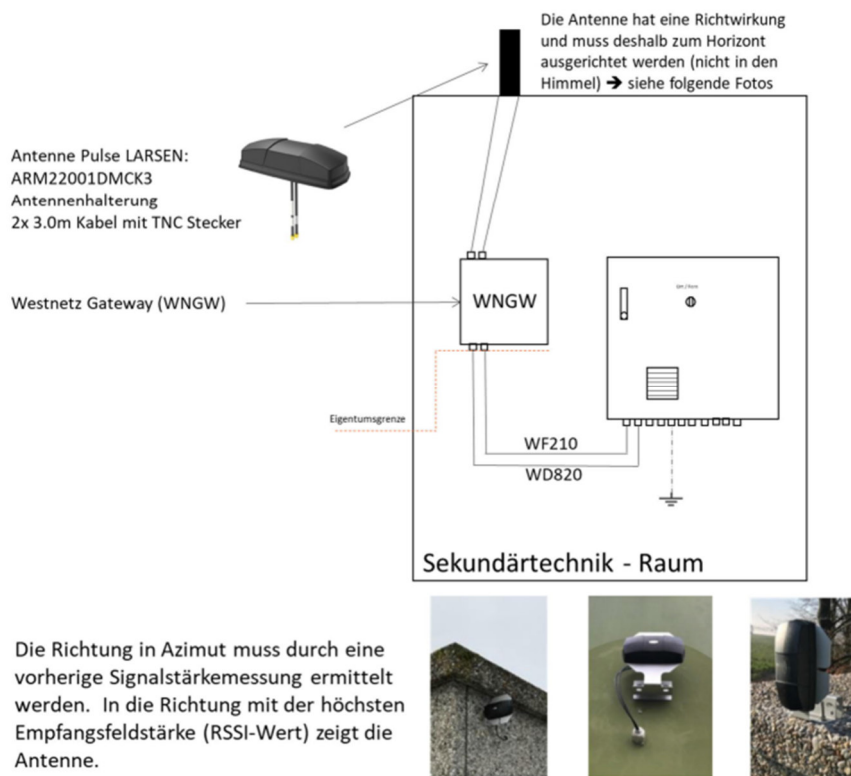 Die Antenne hat eine Richtwirkung
und muss deshalb zum Horizont
ausgerichtet werden (nicht in den
Himmel) ➔ siehe folgende Fotos
Antenne Pulse LARSEN:
ARM22001DMCK3
Antennenhalterung
2x 3.0m Kabel mit TNC Stecker
Westnetz Gateway (WNGW)
WNGW
Eigentumsgrenze
WF210
WD820
Sekundärtechnik - Raum
Die Richtung in Azimut muss durch eine
vorherige Signalstärkemessung ermittelt
werden.  In die Richtung mit der höchsten
Empfangsfeldstärke (RSSI-Wert) zeigt die
Antenne.